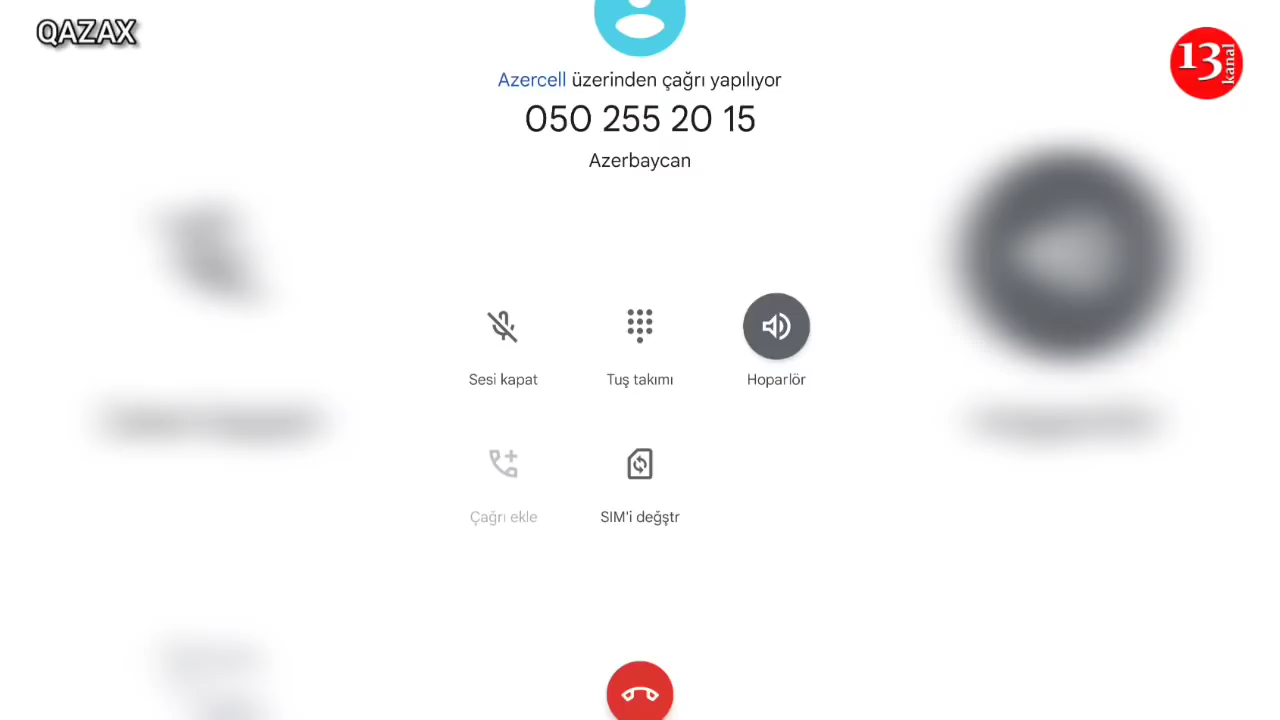 QAZAX
13 kanal
Azercell üzerinden çağrı yapılıyor
050 255 20 15
Azerbaycan
Sesi kapat
Tuş takımı
Hoparlör
Çağrı ekle
SIM'i değştr